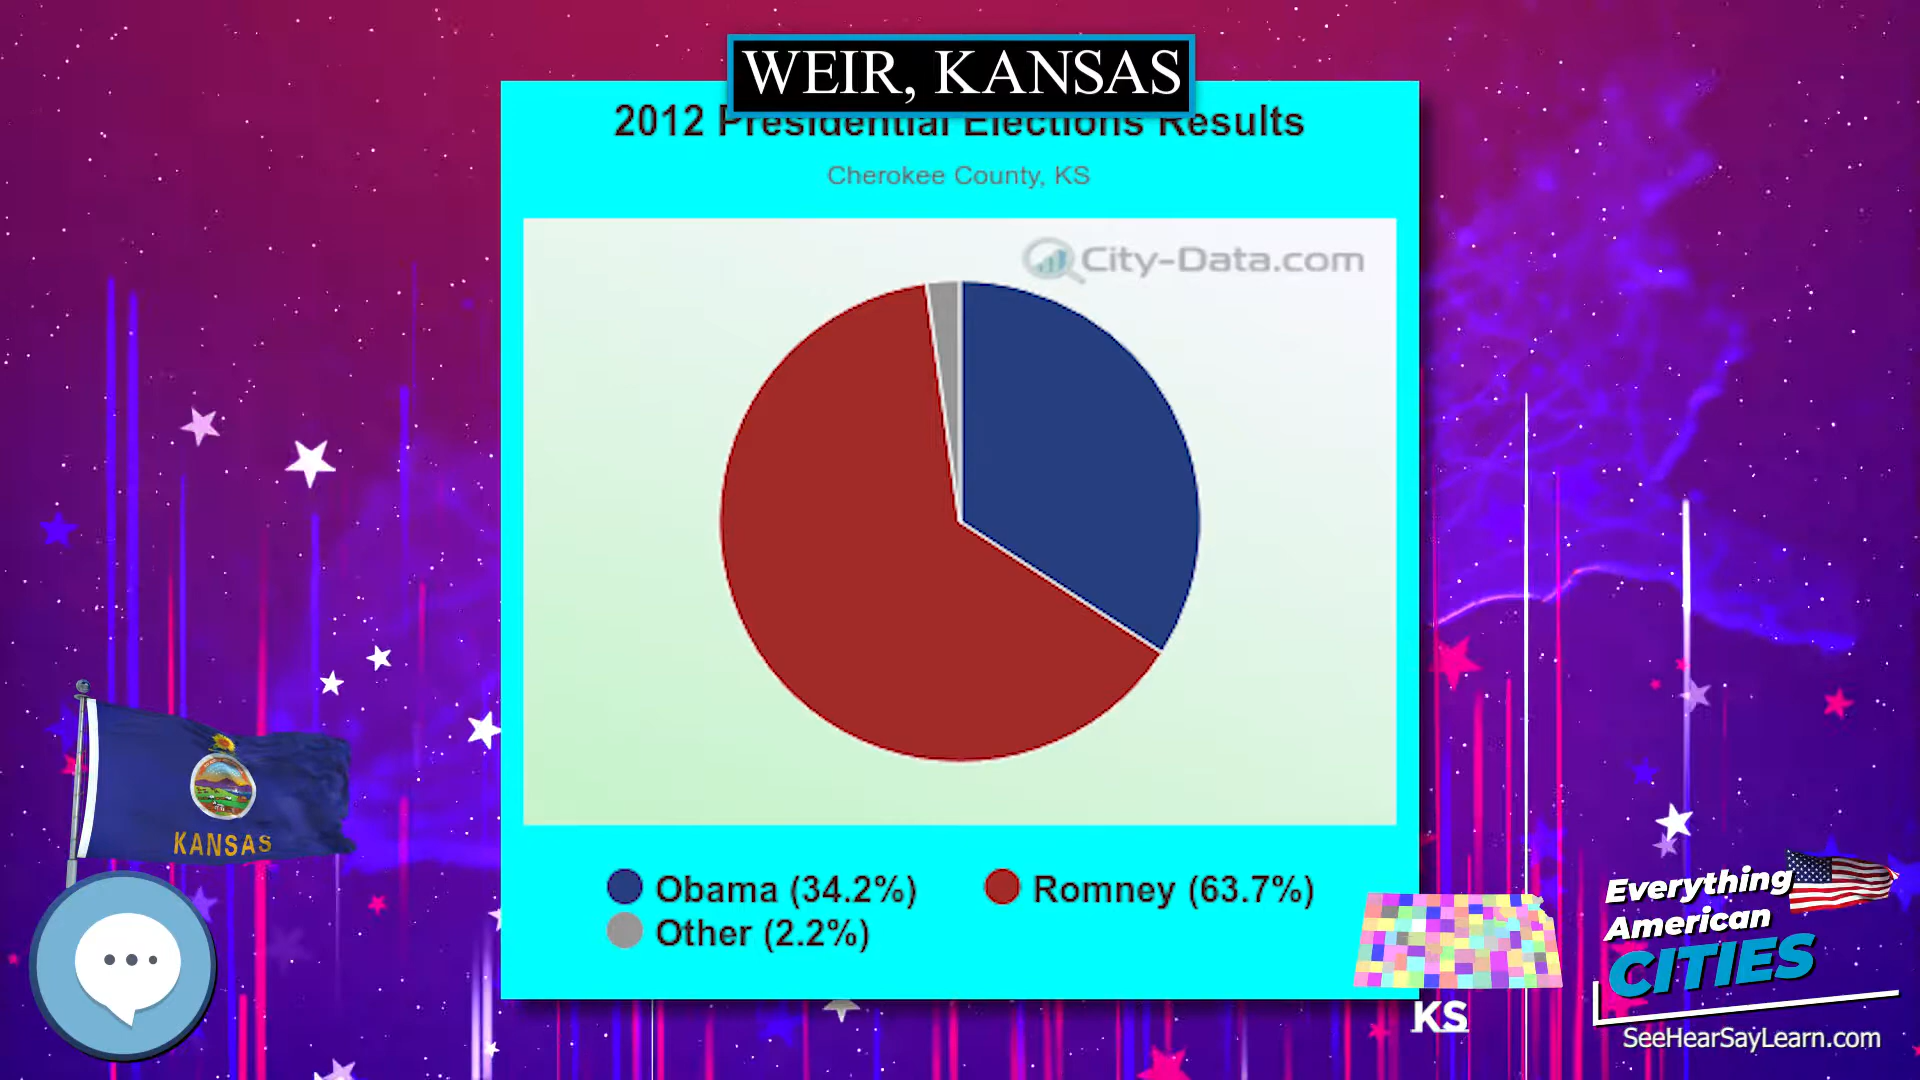 WEIR, KANSAS
2012 Presidential Elections Results
Cherokee County, KS
City-Data.com
Obama (34.2%)
Romney (63.7%)
Other (2.2%)
KANSAS
KS
Everything
American
CITIES
SeeHearSayLearn.com